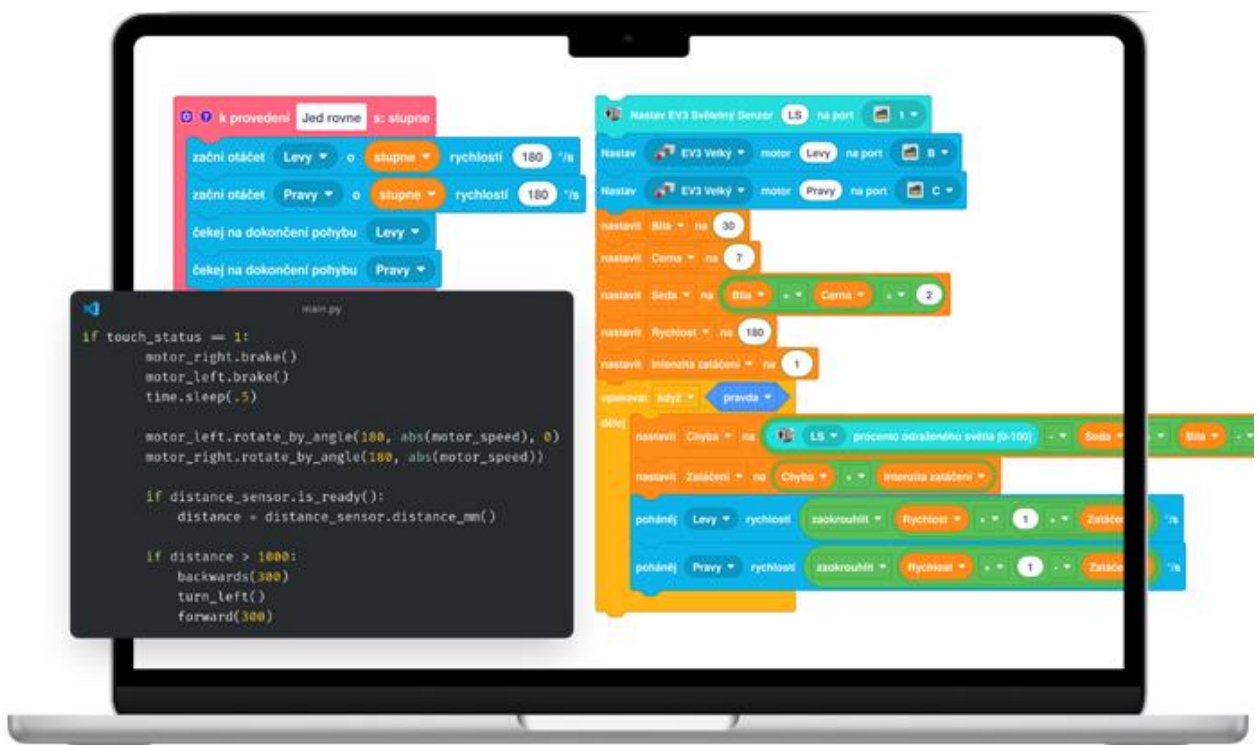 k provedení Jed rovne s: stupne
začni otáčet Levy o stupne rychlostí 180 °/s
začni otáčet Pravy o stupne rychlostí 180 °/s
čekej na dokončení pohybu Levy
čekej na dokončení pohybu Pravy
main.py
if touch_status == 1:
motor_right.brake()
motor_left.brake()
time.sleep(.5)
motor_left.rotate_by_angle(180, abs(motor_speed), 0)
motor_right.rotate_by_angle(180, abs(motor_speed))
if distance_sensor.is_ready():
distance = distance_sensor.distance_mm()
if distance > 1000:
backwards(300)
turn_left()
forward(300)
Nastav EV3 Světelný Senzor LS na port 1
Nastav EV3 Velký motor Levy na port B
Nastav EV3 Velký motor Pravy na port C
nastavit Bila na 30
nastavit Cerna na 7
nastavit Seda na Bila Cerna 2
nastavit Rychlost na 180
nastavit Intenzita zatáčení na 1
opakovat když pravda
dělej
nastavit Chyba na LS procento odraženého světla [0-100] - Seda Bila -
nastavit Zatáčení na Chyba Intenzita zatáčení
poháněj Levy rychlostí zaokrouhlit Rychlost 1 + °/s
poháněj Pravy rychlostí zaokrouhlit Rychlost 1 - °/s